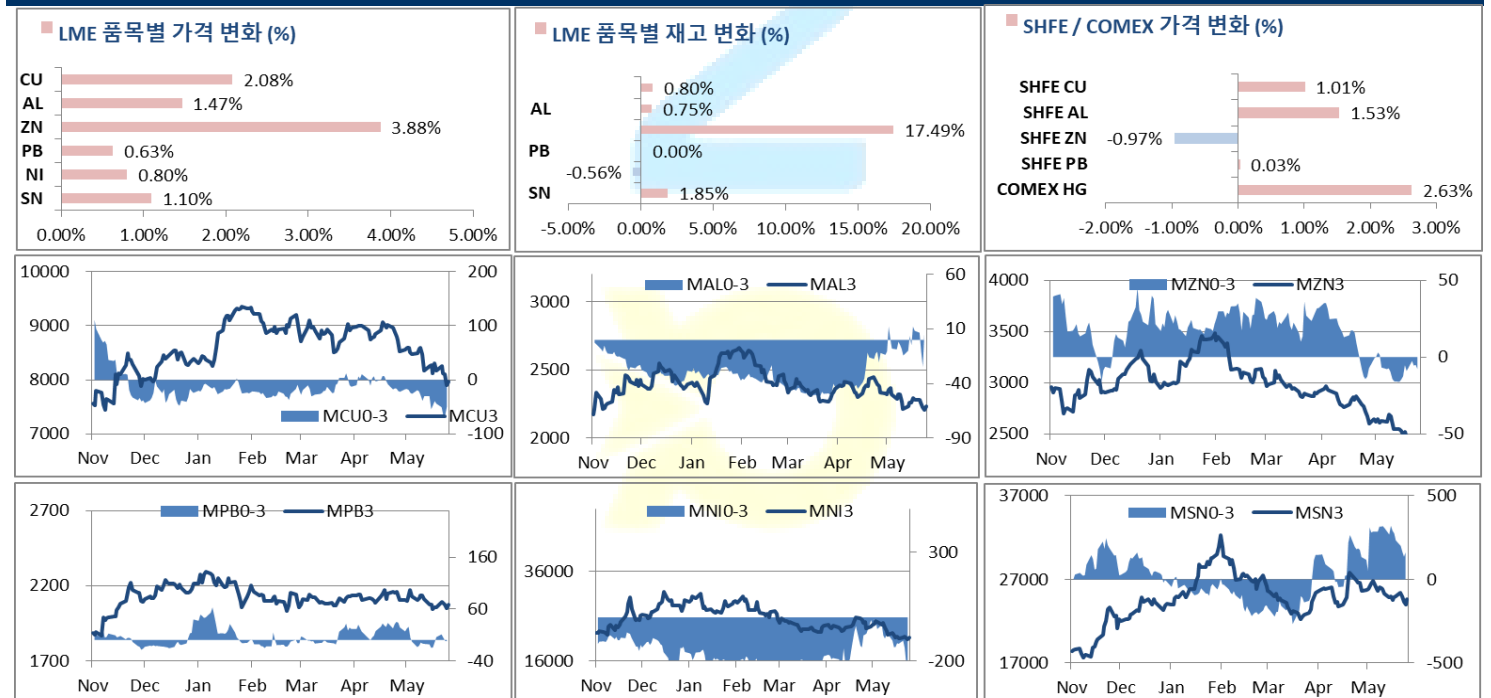 LME 품목별 가격 변화 (%)
CU
2.08%
AL
1.47%
ZN
3.88%
PB
0.63%
NI
0.80%
SN
1.10%
0.00% 1.00% 2.00% 3.00% 4.00% 5.00%
LME 품목별 재고 변화 (%)
0.80%
AL
0.75%
17.49%
PB
0.00%
-0.56%
SN
1.85%
-5.00% 0.00% 5.00% 10.00% 15.00% 20.00%
SHFE / COMEX 가격 변화 (%)
SHFE CU
1.01%
SHFE AL
1.53%
SHFE ZN
-0.97%
SHFE PB
0.03%
COMEX HG
2.63%
-2.00% -1.00% 0.00% 1.00% 2.00% 3.00%
10000 200
9000 100
8000 0
MCU0-3 MCU3
7000 -100
Nov Dec Jan Feb Mar Apr May
MAL0-3 MAL3
60
3000
10
2500
-40
2000 -90
Nov Dec Jan Feb Mar Apr May
4000 MZN0-3 MZN3 50
3500
3000 0
2500 -50
Nov Dec Jan Feb Mar Apr May
2700 MPB0-3 MPB3
160
2200
60
1700 -40
Nov Dec Jan Feb Mar Apr May
MNI0-3 MNI3
300
36000
16000 -200
Nov Dec Jan Feb Mar Apr May
37000 500
MSN0-3 MSN3
27000 0
17000 -500
Nov Dec Jan Feb Mar Apr May